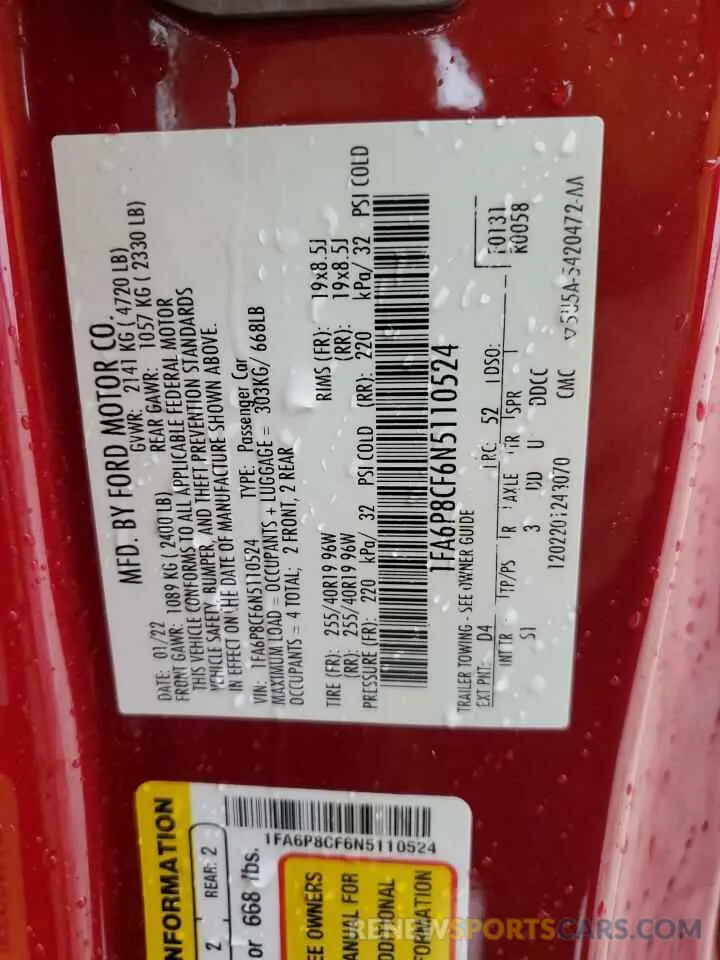 MFD. BY FORD MOTOR CO.
DATE: 01/22 GVWR: 2141 KG ( 4720 LB)
FRONT GAWR: 1089 KG ( 2400 LB) REAR GAWR: 1057 KG ( 2330 LB)
THIS VEHICLE CONFORMS TO ALL APPLICABLE FEDERAL MOTOR
VEHICLE SAFETY, BUMPER, AND THEFT PREVENTION STANDARDS
IN EFFECT ON THE DATE OF MANUFACTURE SHOWN ABOVE.
VIN: 1FA6P8CF6N5110524 TYPE: Passenger Car
MAXIMUM LOAD = OCCUPANTS + LUGGAGE = 303KG/ 668LB
OCCUPANTS = 4 TOTAL; 2 FRONT, 2 REAR
TIRE (FR): 255/40R19 96W RIMS (FR): 19x8.5J
(RR): 255/40R19 96W (RR): 19x8.5J
PRESSURE (FR): 220 kPa/ 32 PSI COLD (RR): 220 kPa/ 32 PSI COLD
1FA6P8CF6N5110524
TRAILER TOWING - SEE OWNER GUIDE
EXT PNT: D4 RC: 52 DSO: F0131
R0058
INT TR TP/PS R AXLE TR SPR
S1 3 U DDCC
CMC
▽5U5A-5420472-AA
1FA6P8CF6N5110524
NFORMATION
2 REAR: 2
or 668 lbs.
EE OWNERS
ANUAL FOR
DDITIONAL
FORMATION
RENEWSPORTSCARS.COM